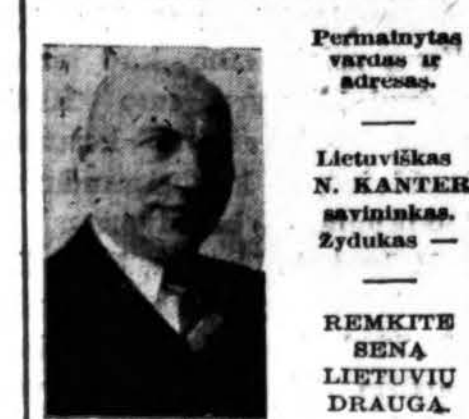 Permainytas
vardas ir
adresas.
Lietuviškas
N. KANTER
savininkas.
Žydukas —
REMKITE
SENĄ
LIETUVIŲ
DRAUGĄ.